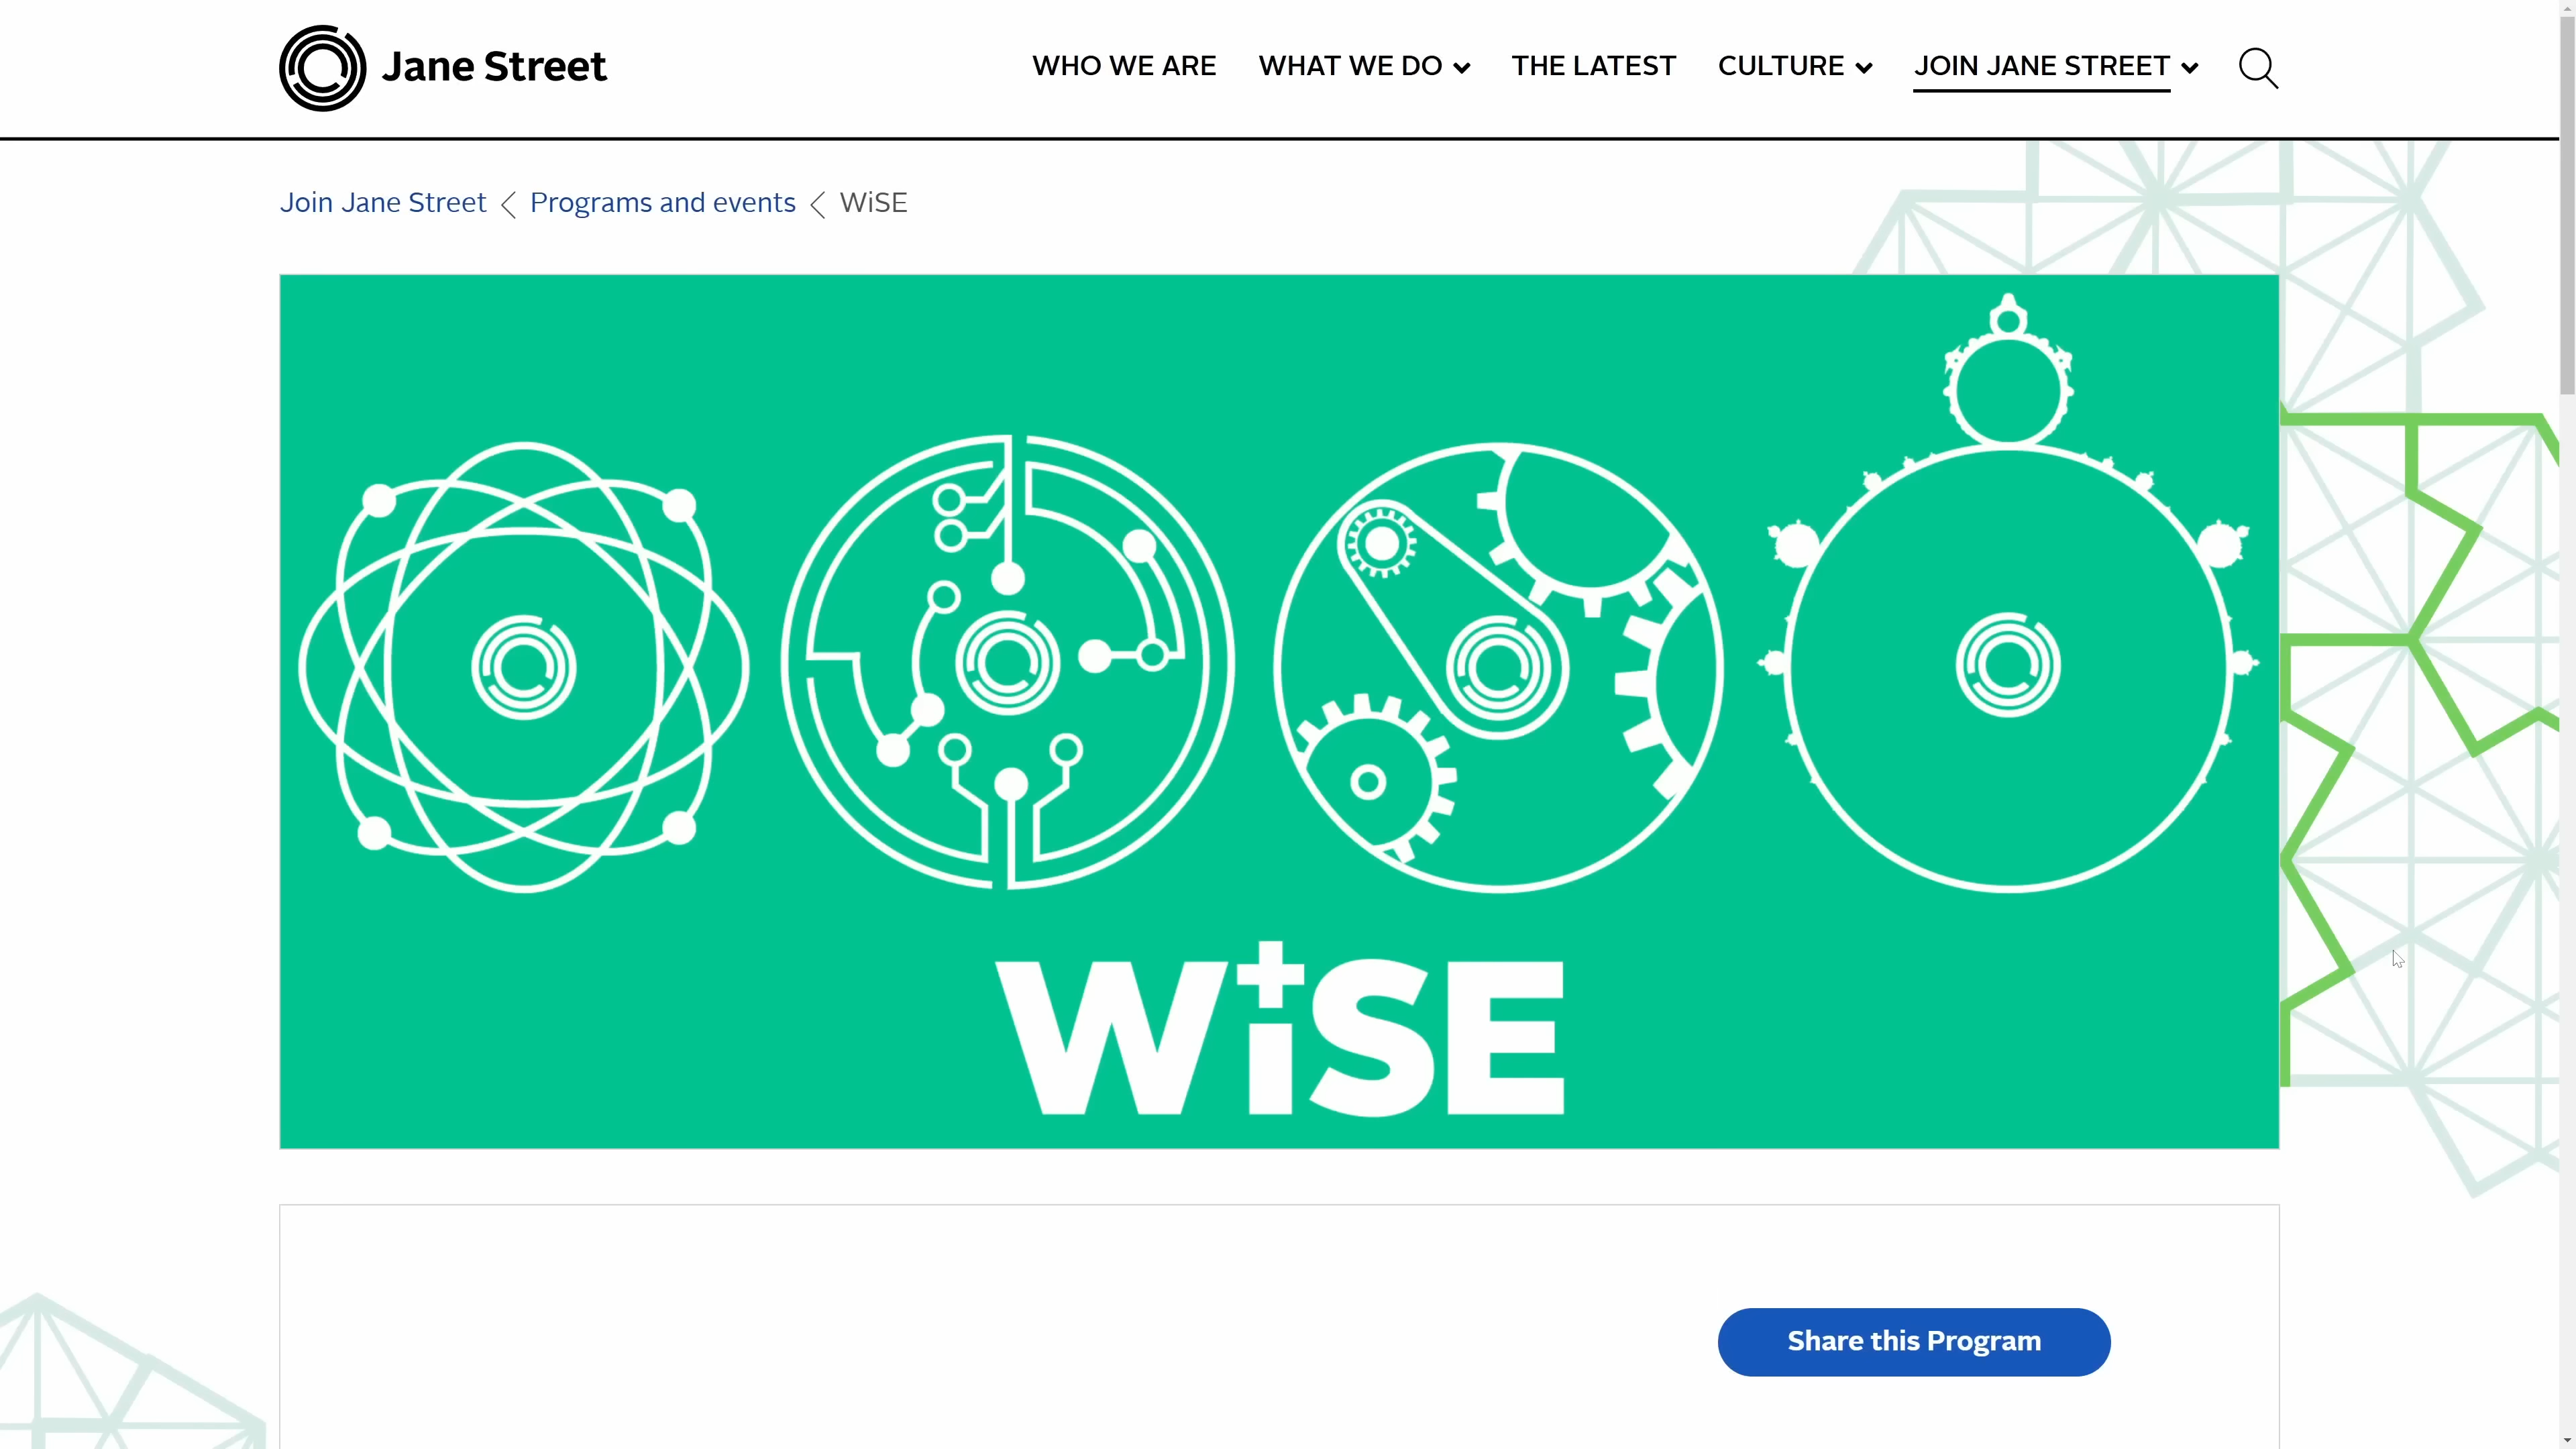 Jane Street
WHO WE ARE
WHAT WE DO
THE LATEST
CULTURE
JOIN JANE STREET
Join Jane Street
Programs and events
WiSE
WiSE
Share this Program